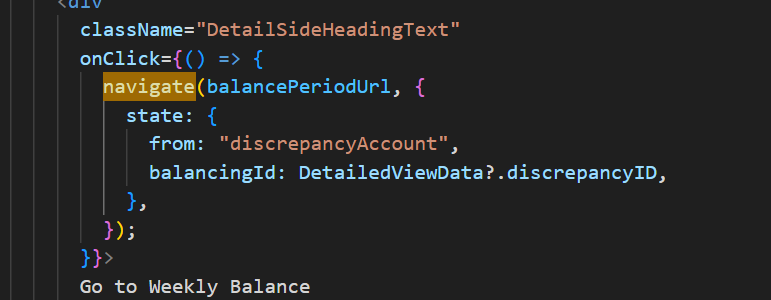 <div
className="DetailSideHeadingText"
onClick={() => {
navigate(balancePeriodUrl, {
state: {
from: "discrepancyAccount",
balancingId: DetailedViewData?.discrepancyID,
},
});
}}>
Go to Weekly Balance